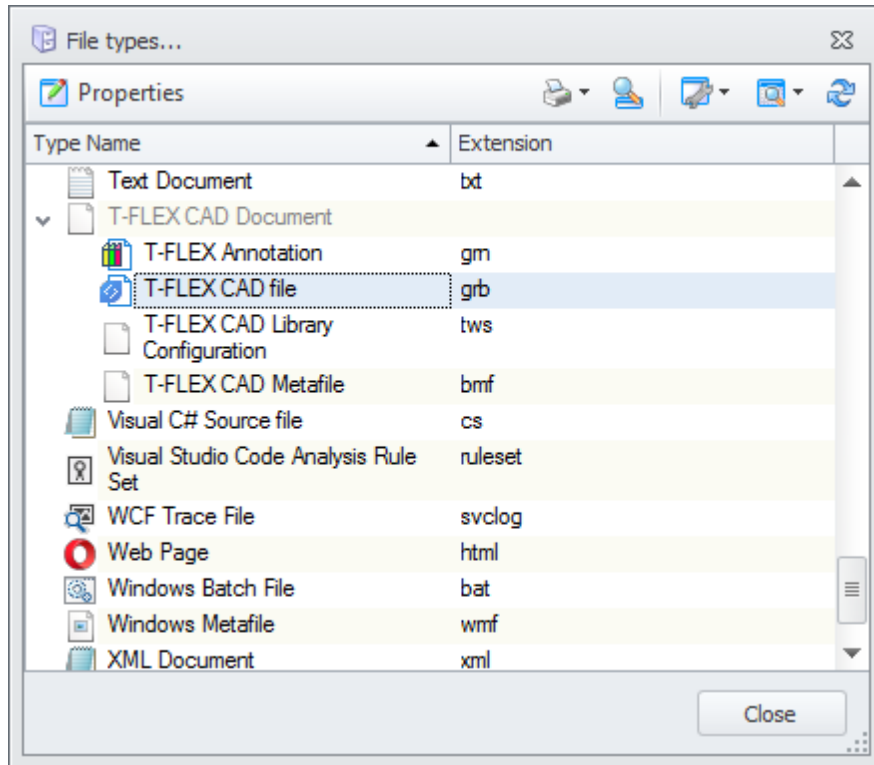 File types...
Properties
Type Name Extension
Text Document txt
T-FLEX CAD Document
T-FLEX Annotation grn
T-FLEX CAD file grb
T-FLEX CAD Library tws
Configuration
T-FLEX CAD Metafile bmf
Visual C# Source file cs
Visual Studio Code Analysis Rule ruleset
Set
WCF Trace File svclog
Web Page html
Windows Batch File bat
Windows Metafile wmf
XML Document xml
Close